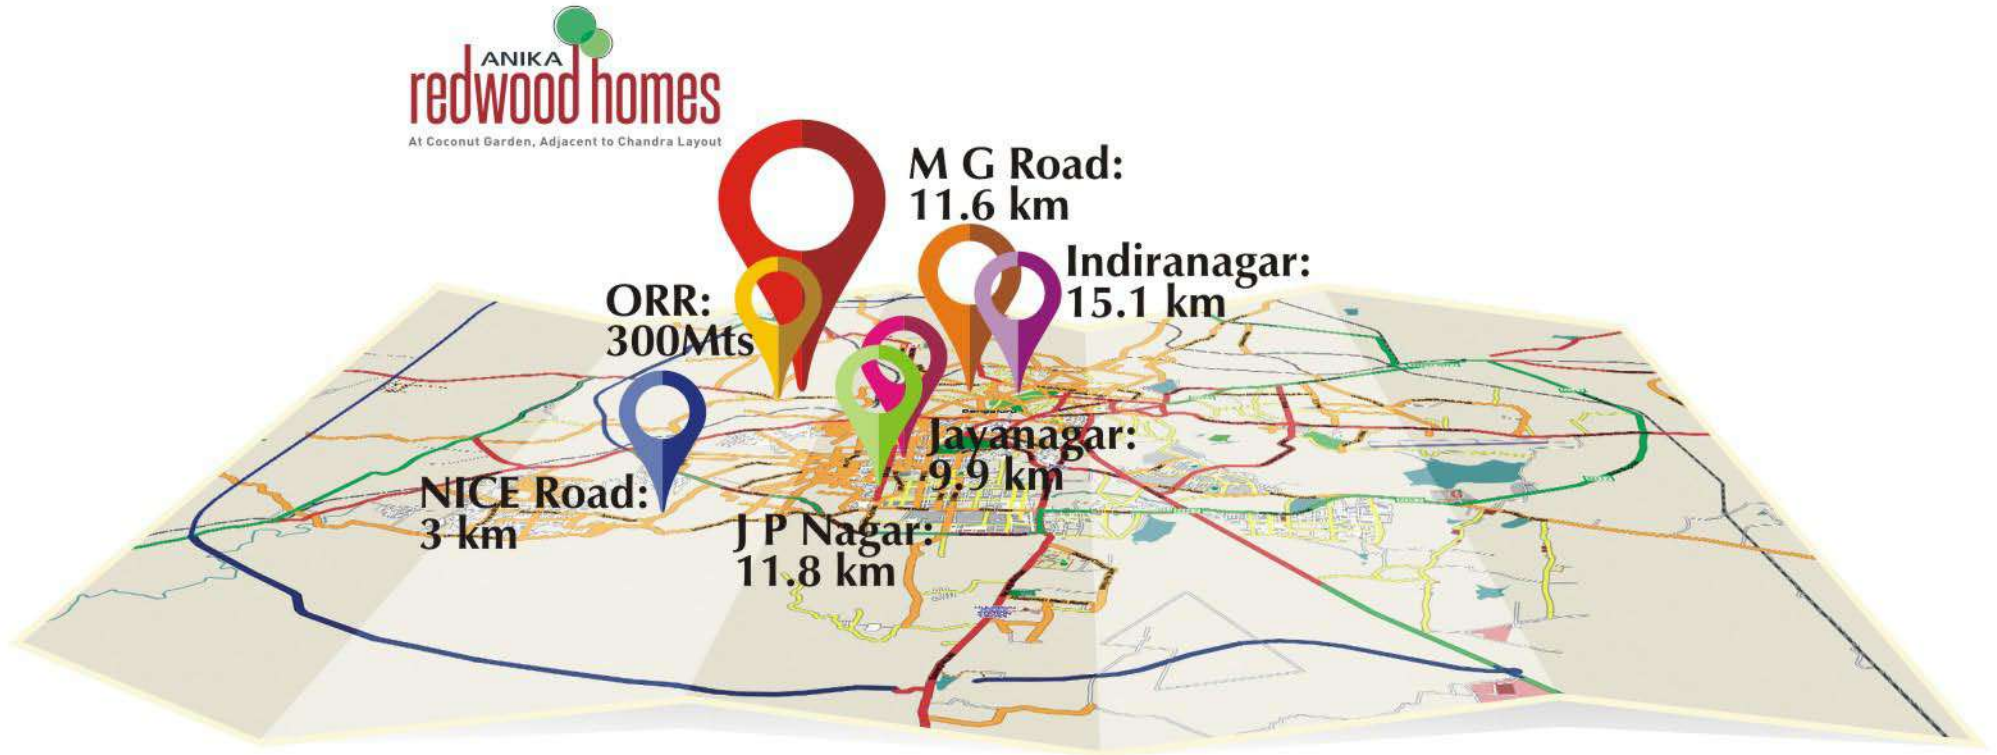 ANIKA
redwood homes
At Coconut Garden, Adjacent to Chandra Layout
M G Road:
11.6 km
Indiranagar:
15.1 km
ORR:
300Mts
Jayanagar:
9.9 km
NICE Road:
3 km
J P Nagar:
11.8 km